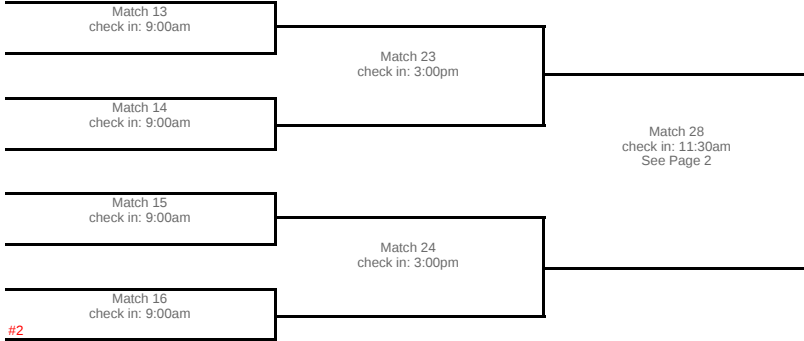 Match 13
check in: 9:00am
Match 23
check in: 3:00pm
Match 14
check in: 9:00am
Match 28
check in: 11:30am
See Page 2
Match 15
check in: 9:00am
Match 24
check in: 3:00pm
Match 16
check in: 9:00am
#2